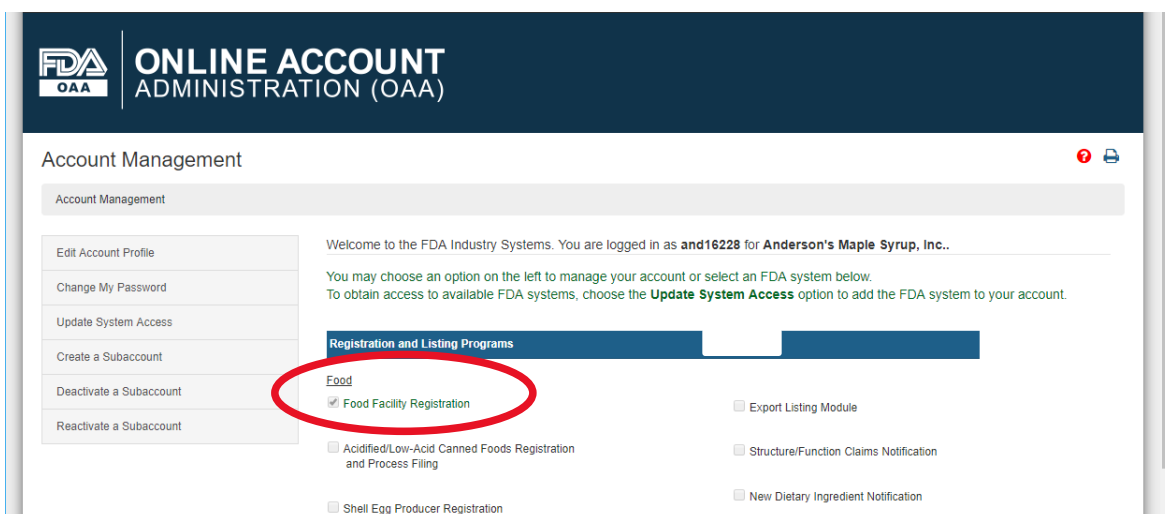 FDA
OAA
ONLINE ACCOUNT
ADMINISTRATION (OAA)
Account Management
?
Account Management
Edit Account Profile
Change My Password
Update System Access
Create a Subaccount
Deactivate a Subaccount
Reactivate a Subaccount
Welcome to the FDA Industry Systems. You are logged in as and16228 for Anderson's Maple Syrup, Inc..
You may choose an option on the left to manage your account or select an FDA system below.
To obtain access to available FDA systems, choose the Update System Access option to add the FDA system to your account.
Registration and Listing Programs
Food
Food Facility Registration
Export Listing Module
Acidified/Low-Acid Canned Foods Registration
and Process Filing
Structure/Function Claims Notification
New Dietary Ingredient Notification
Shell Egg Producer Registration